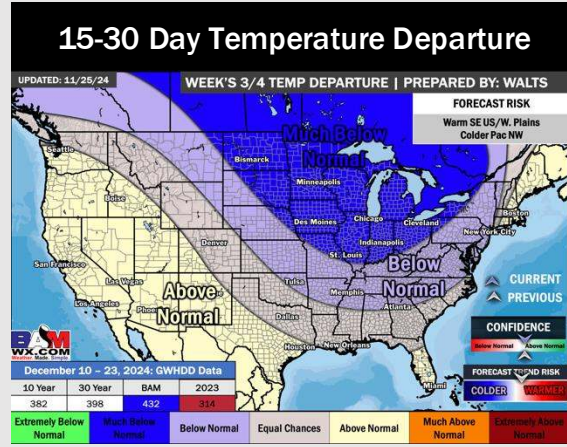 15-30 Day Temperature Departure
UPDATED: 11/25/24
WEEK'S 3/4 TEMP DEPARTURE | PREPARED BY: WALTS
FORECAST RISK
Warm SE US/W. Plains
Colder Pac NW
Much Below
Normal
Seattle
Bismarck
Minneapolis
Boise
Boston
Des Moines
Chicago
Cleveland
New York City
Indianapolis
Denver
St. Louis
San Francisco
Below
Normal
Las Vegas
Tulsa
Memphis
CURRENT
PREVIOUS
Los Angeles
Above
Normal
Phoe
Atlanta
Dallas
CONFIDENCE
Below Normal
Above Normal
Houston
New Orleans
BAM
WX.COM
Weather. Made. Simple.
FORECAST TREND RISK
COLDER
WARMER
Miami
December 10 – 23, 2024: GWHDD Data
10 Year 30 Year BAM 2023
382 398 432 314
Extremely Below Normal
Much Below Normal
Below Normal
Equal Chances
Above Normal
Much Above Normal
Extremely Above Normal